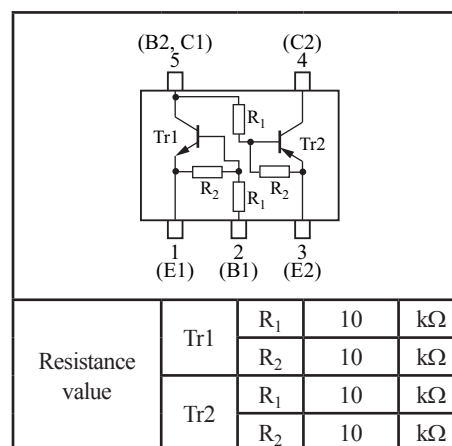 (B2, C1) (C2)
5 4
R1
Tr1 Tr2
R2 R2
R1
1 2 3
(E1) (B1) (E2)
Resistance value Tr1 R1 10 kΩ
R2 10 kΩ
Tr2 R1 10 kΩ
R2 10 kΩ